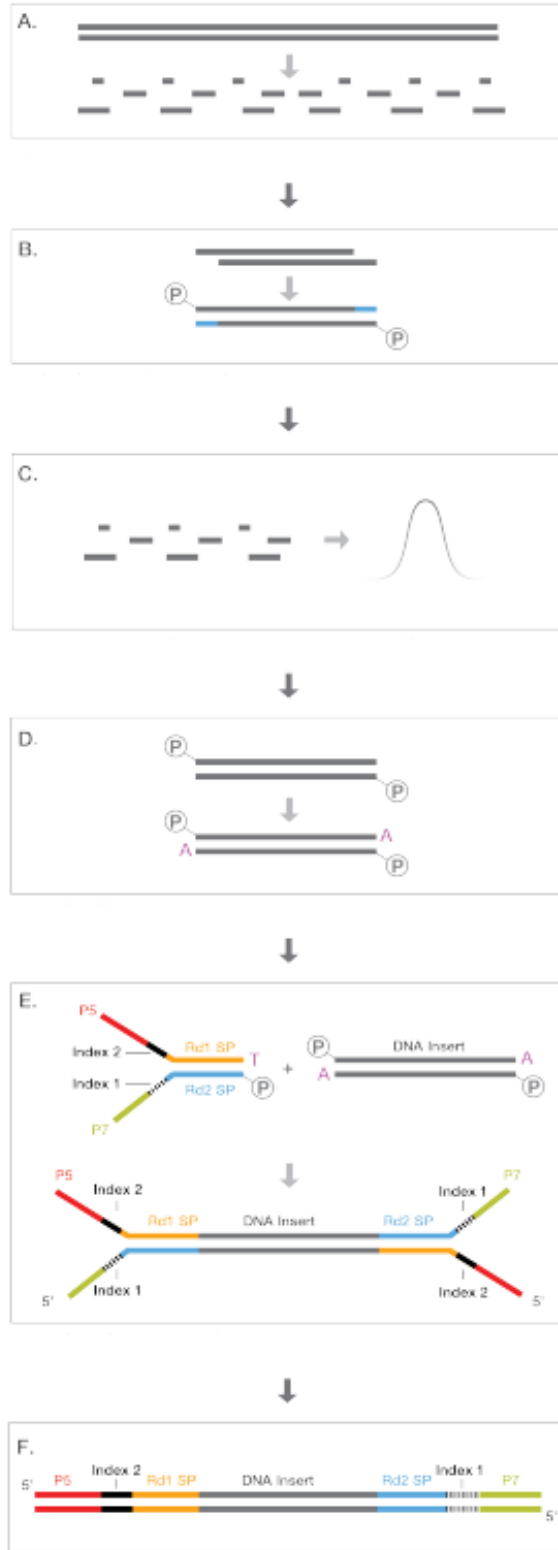 A.
B.
P
P
C.
D.
P
P
P
A
A
P
E.
P5
Index 2
Rd1 SP
T
Index 1
Rd2 SP
P
P7
+
P
DNA Insert
A
A
P
P5
Index 2
Rd1 SP
DNA Insert
Rd2 SP
Index 1
P7
5'
Index 1
Index 2
5'
F.
5'
P5
Index 2
Rd1 SP
DNA Insert
Rd2 SP
Index 1
P7
5'